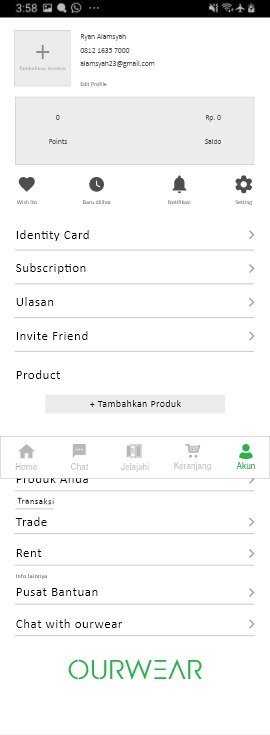 3:58
Ryan Alamsyah
0812 1635 7000
alamsyah23@gmail.com
Tambahkan Gambar
Edit Profile
0 Rp. 0
Points Saldo
Wish list Baru dilihat Notifikasi Setting
Identity Card
Subscription
Ulasan
Invite Friend
Product
+ Tambahkan Produk
Home Chat Jelajahi Keranjang Akun
Produk Anda
Transaksi
Trade
Rent
Info lainnya
Pusat Bantuan
Chat with ourwear
OURWEAR